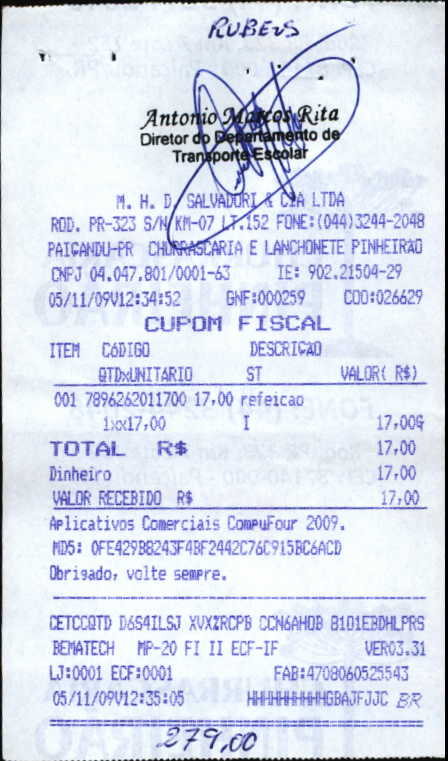 RUBENS
Antonio Marcos Rita
Diretor do Departamento de
Transporte Escolar
M. H. D. SALVADORI & CIA LTDA
ROD. PR-323 S/N KM-07 LT.152 FONE:(044)3244-2048
PAIÇANDU-PR CHURRASCARIA E LANCHONETE PINHEIRÃO
CNPJ 04.047.801/0001-63 IE: 902.21504-29
05/11/09V12:34:52 GNF:000259 COO:026629
CUPOM FISCAL
ITEM CóDIGO DESCRIÇÃO
QTDxUNITARIO ST VALOR( R$)
001 7896262011700 17,00 refeicao
1xx17,00 I 17,00G
TOTAL R$ 17,00
Dinheiro 17,00
VALOR RECEBIDO R$ 17,00
Aplicativos Comerciais CompuFour 2009.
MD5: 0FE429B8243F4BF2442C76C915BC6ACD
Obrigado, volte sempre.
CETCCQTD D6S4ILSJ XVXZRCPB CCN6AHOB 8101EBDHLPRS
BEMATECH MP-20 FI II ECF-IF VER03.31
LJ:0001 ECF:0001 FAB:4708060525543
05/11/09V12:35:05 HHHHHHHHHGBAJFJJC BR
279,00